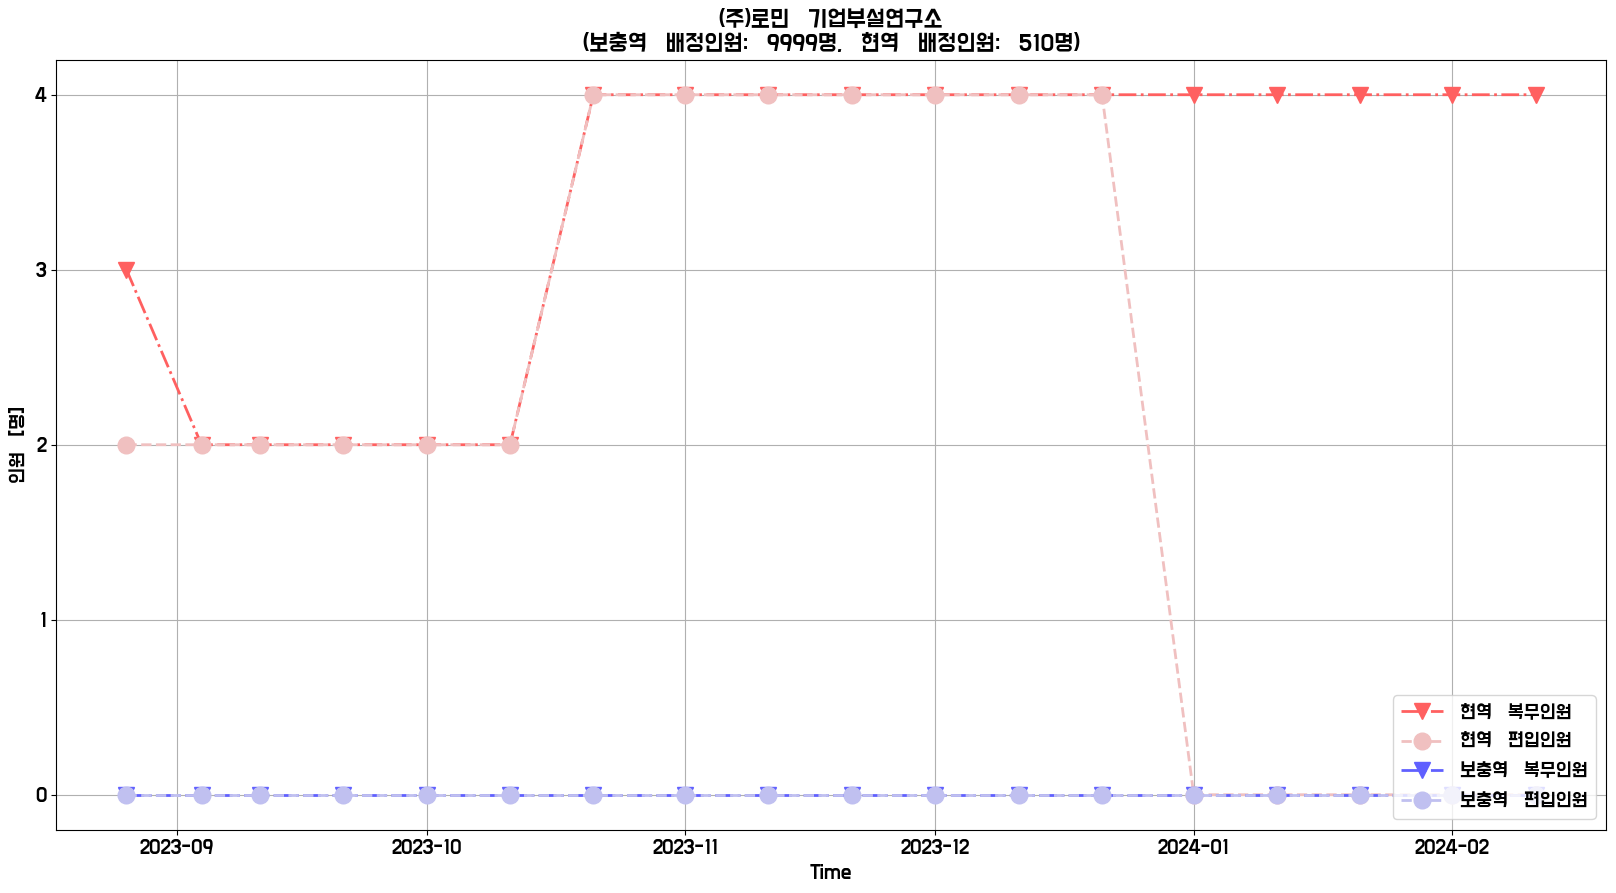 (주)로민 기업부설연구소
(보충역 배정인원: 9999명, 현역 배정인원: 510명)
4
3
2
1
0
인원 [명]
현역 복무인원
현역 편입인원
보충역 복무인원
보충역 편입인원
2023-09 2023-10 2023-11 2023-12 2024-01 2024-02
Time